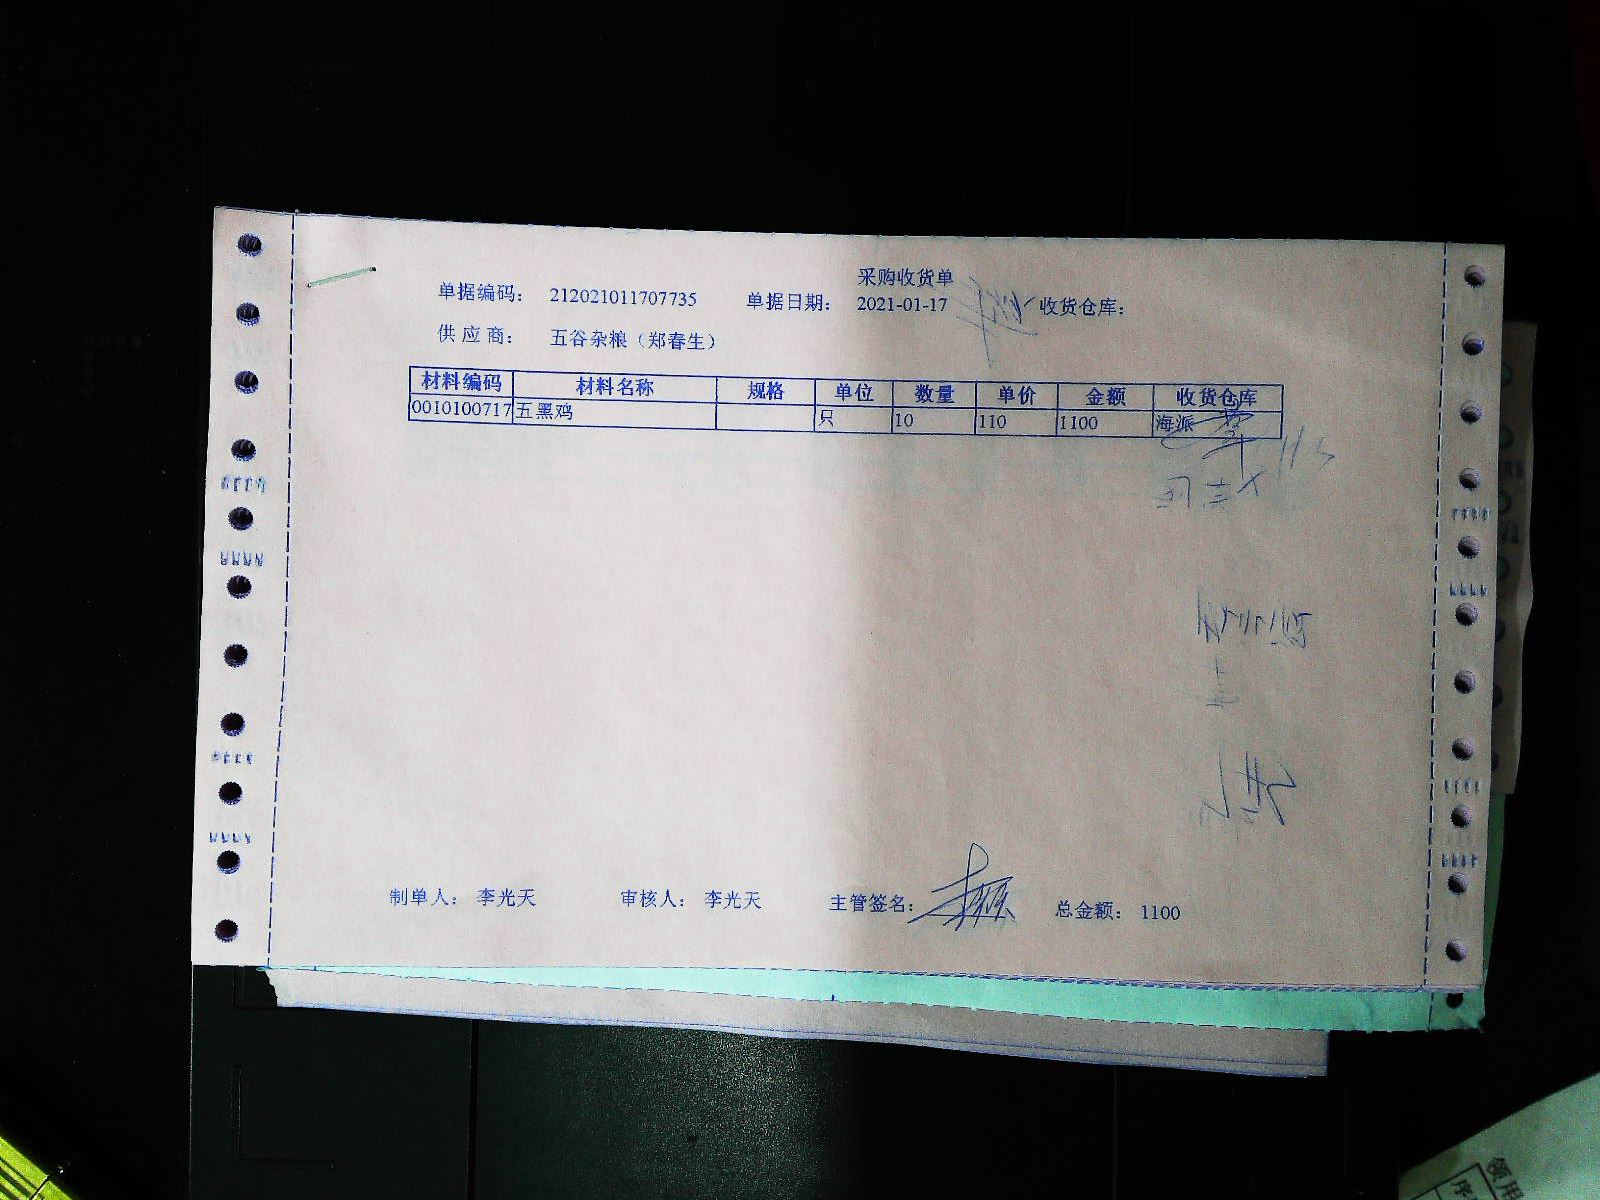 采购收货单
单据编码： 212021011707735 单据日期： 2021-01-17 收货仓库：
供 应 商： 五谷杂粮（郑春生）
材料编码 材料名称 规格 单位 数量 单价 金额 收货仓库
0010100717 五黑鸡 只 10 110 1100 海派
制单人： 李光天 审核人： 李光天 主管签名： 总金额： 1100